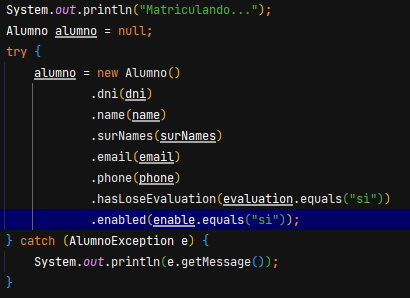 System.out.println("Matriculando...");
Alumno alumno = null;
try {
alumno = new Alumno()
.dni(dni)
.name(name)
.surNames(surNames)
.email(email)
.phone(phone)
.hasLoseEvaluation(evaluation.equals("si"))
.enabled(enable.equals("si"));
} catch (AlumnoException e) {
System.out.println(e.getMessage());
}